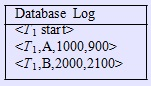 Database Log
<T₁ start>
<T₁,A,1000,900>
<T₁,B,2000,2100>